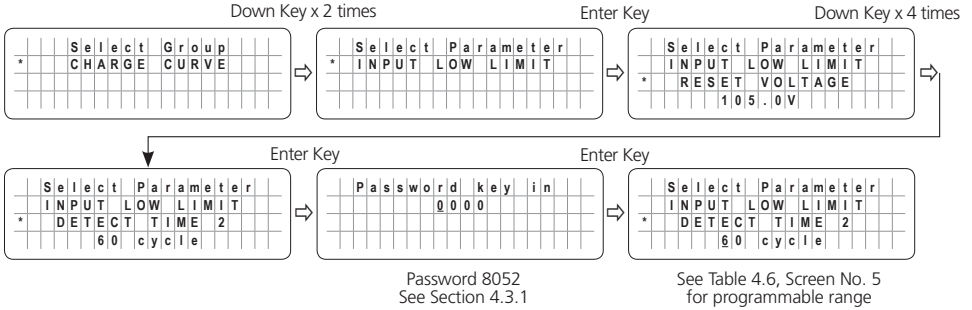 Down Key x 2 times
Enter Key
Down Key x 4 times
Select Group
* CHARGE CURVE
Select Parameter
* INPUT LOW LIMIT
Select Parameter
INPUT LOW LIMIT
* RESET VOLTAGE
105.0V
Enter Key
Enter Key
Select Parameter
INPUT LOW LIMIT
* DETECT TIME 2
60 cycle
Password key in
0000
Select Parameter
INPUT LOW LIMIT
* DETECT TIME 2
60 cycle
Password 8052
See Section 4.3.1
See Table 4.6, Screen No. 5
for programmable range